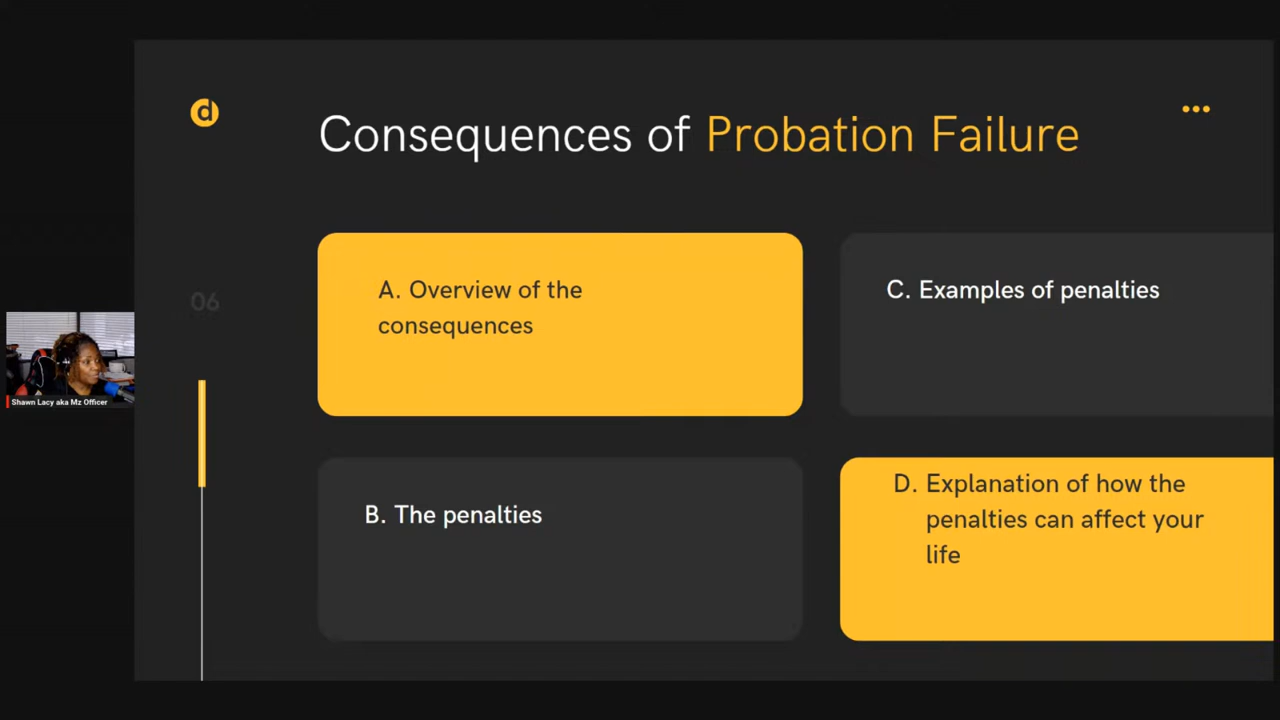 d
Consequences of Probation Failure
06
A. Overview of the
consequences
C. Examples of penalties
B. The penalties
D. Explanation of how the
penalties can affect your
life
Shawn Lacy aka Mz Officer